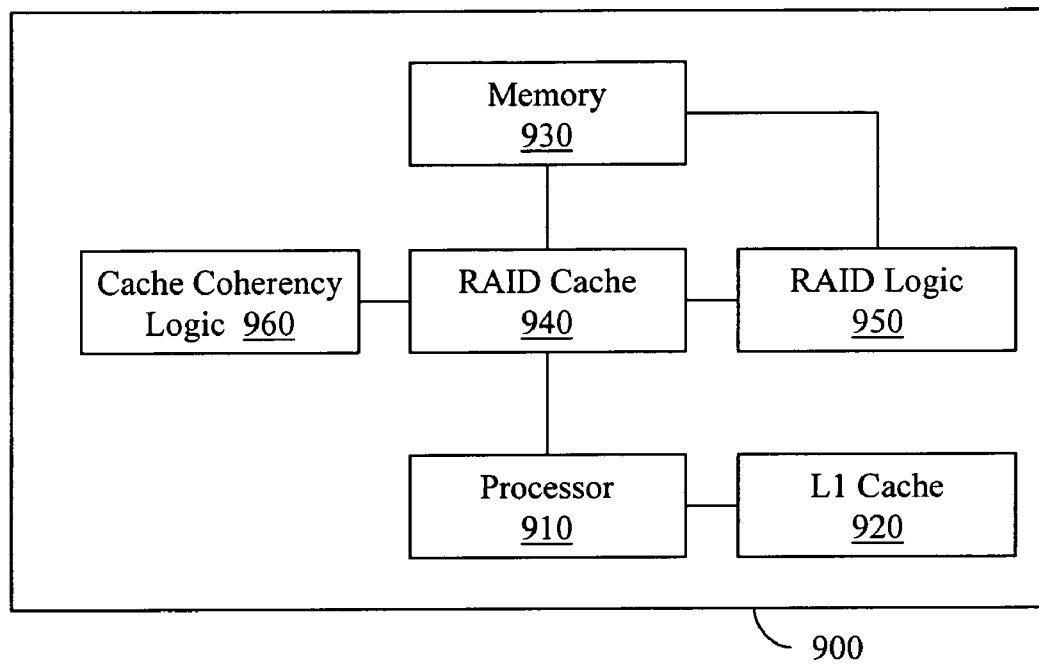 Memory
930
Cache Coherency
Logic 960
RAID Cache
940
RAID Logic
950
Processor
910
L1 Cache
920
900